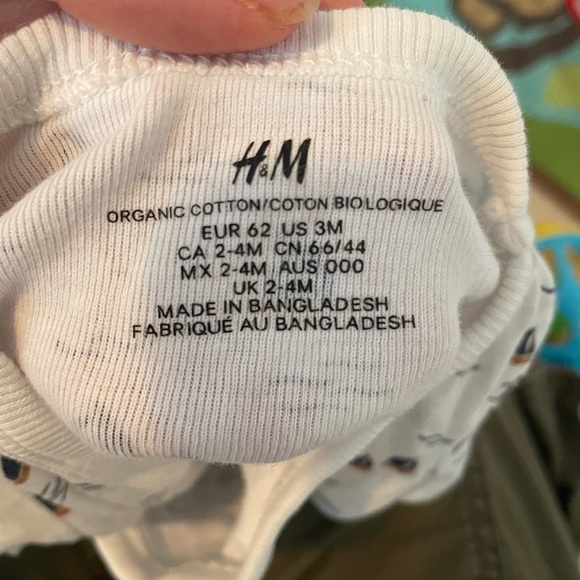 H&M
ORGANIC COTTON/COTON BIOLOGIQUE
EUR 62 US 3M
CA 2-4M CN 66/44
MX 2-4M AUS 000
UK 2-4M
MADE IN BANGLADESH
FABRIQUÉ AU BANGLADESH